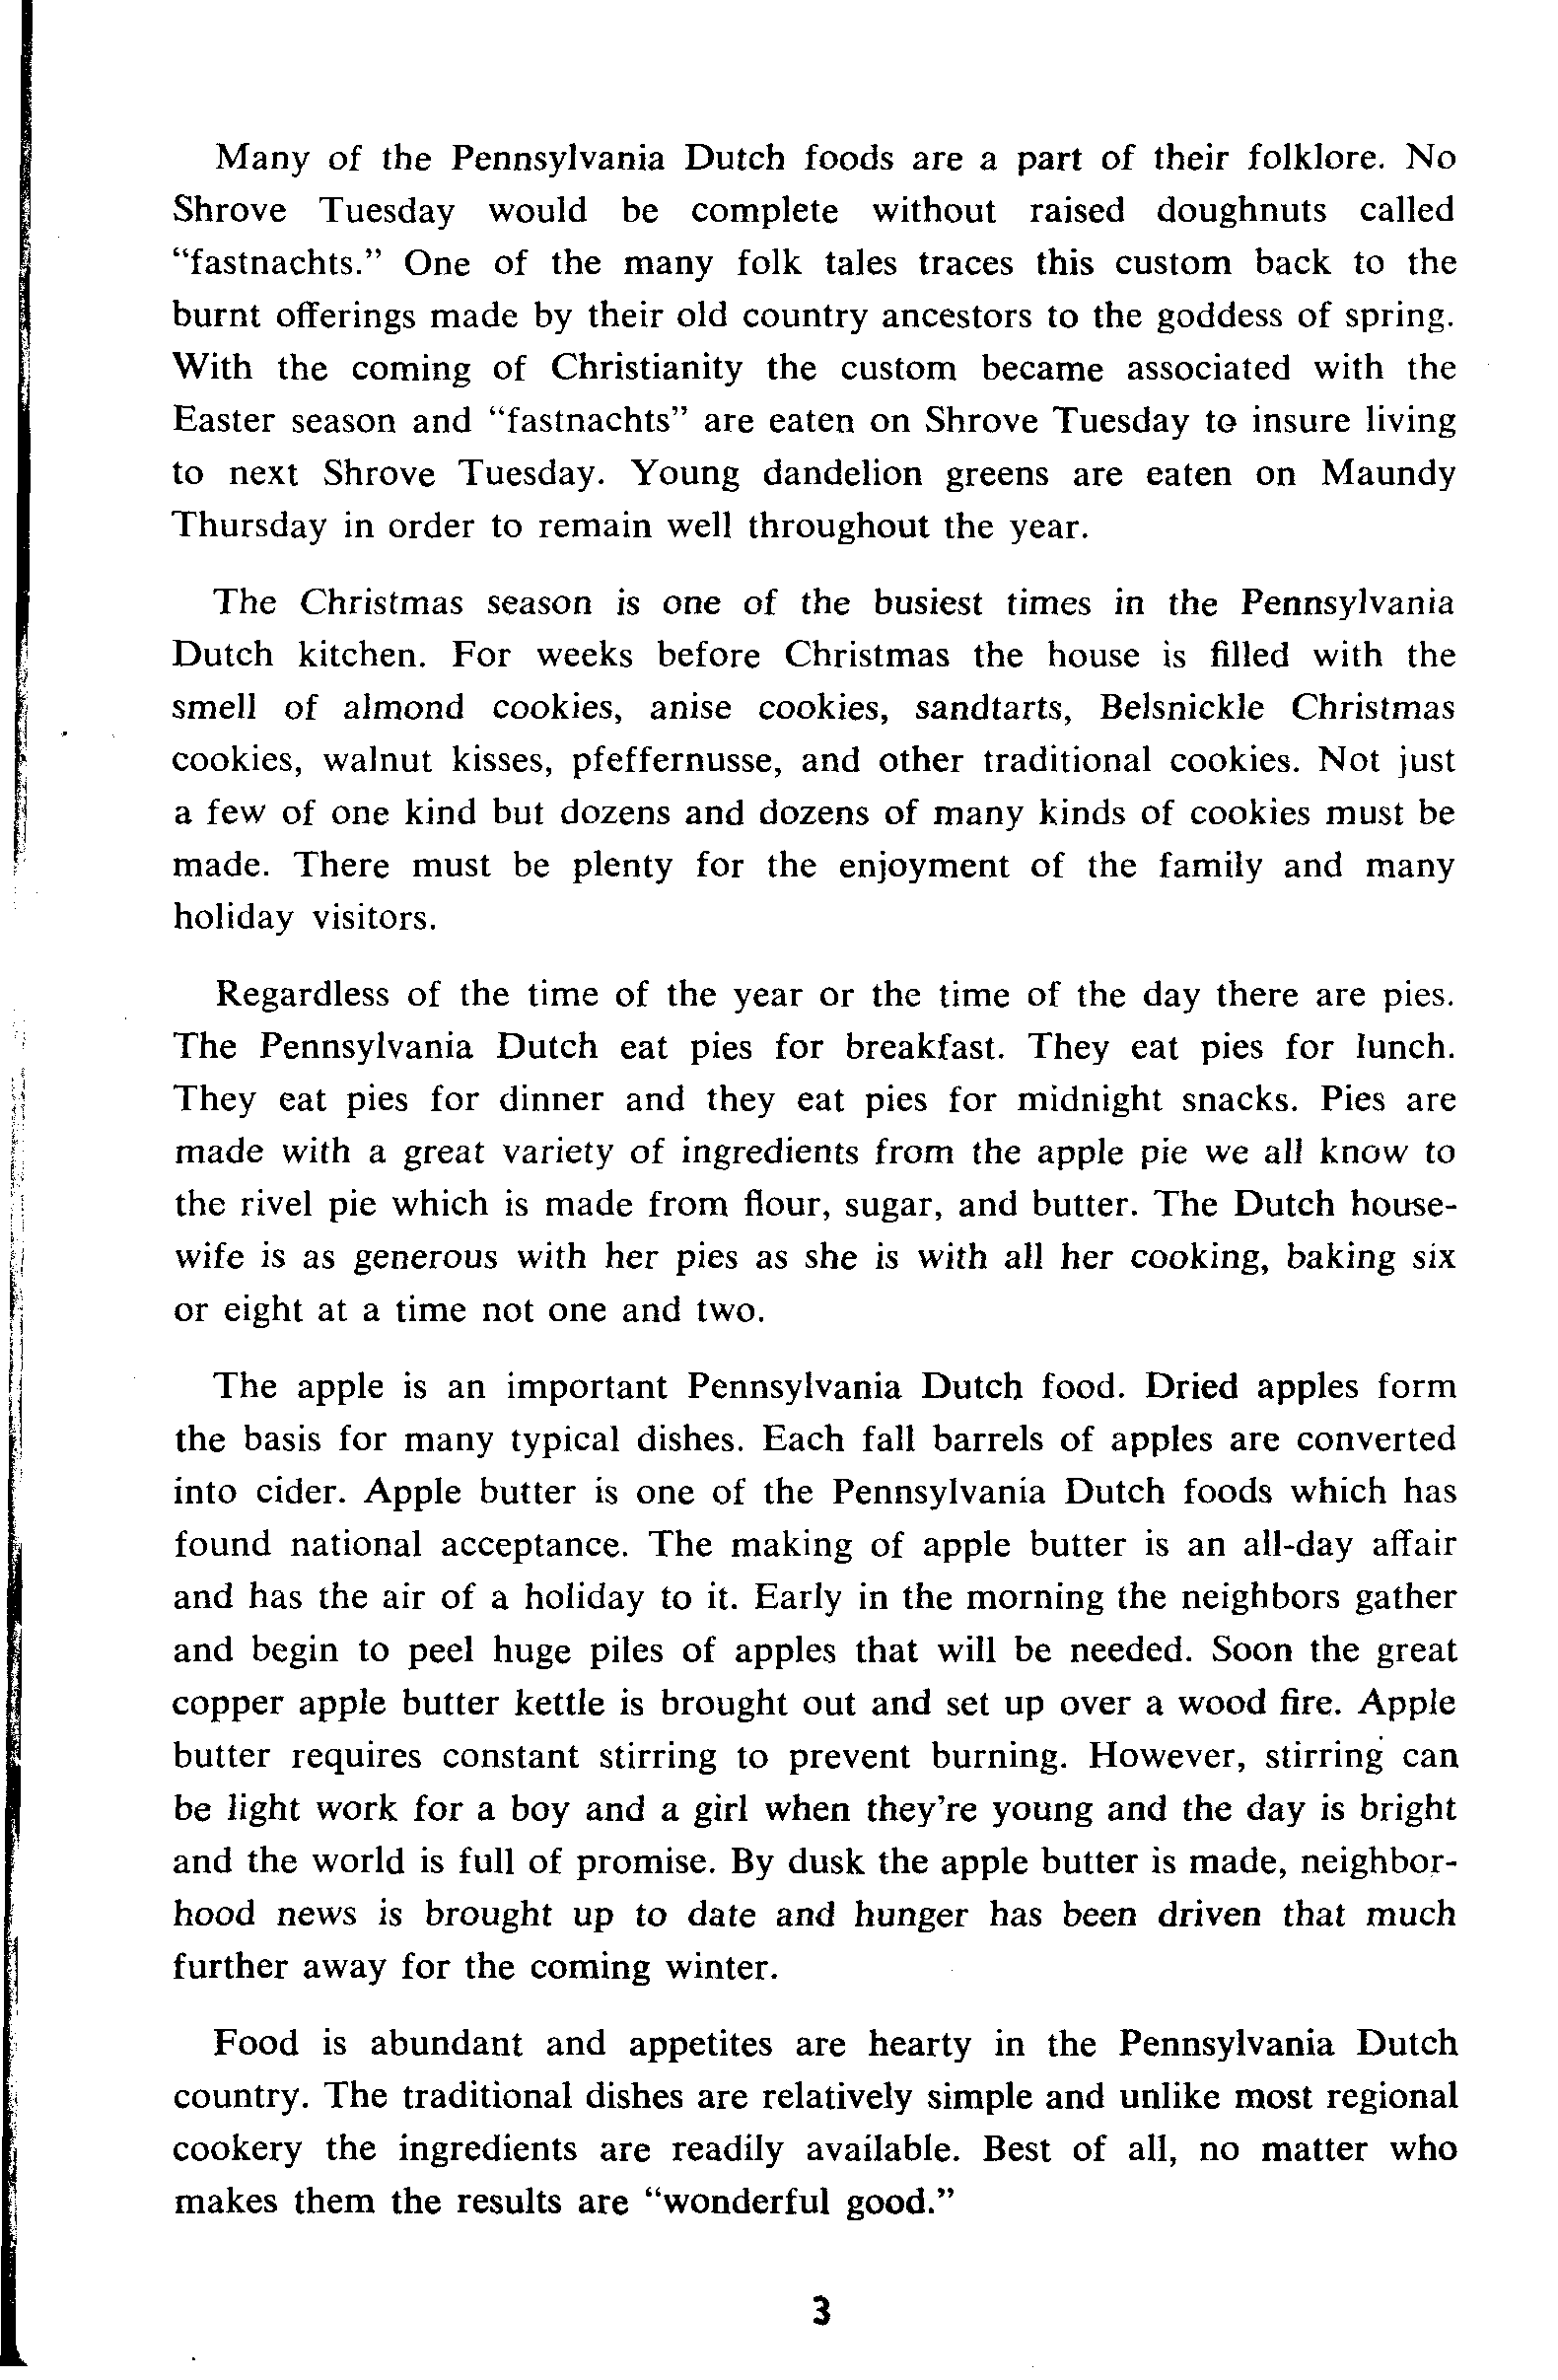 Many of the Pennsylvania Dutch foods are a part of their folklore. No
Shrove Tuesday would be complete without raised doughnuts called
“fastnachts.” One of the many folk tales traces this custom back to the
burnt offerings made by their old country ancestors to the goddess of spring.
With the coming of Christianity the custom became associated with the
Easter season and “fastnachts” are eaten on Shrove Tuesday to insure living
to next Shrove Tuesday. Young dandelion greens are eaten on Maundy
Thursday in order to remain well throughout the year.
The Christmas season is one of the busiest times in the Pennsylvania
Dutch kitchen. For weeks before Christmas the house is filled with the
smell of almond cookies, anise cookies, sandtarts, Belsnickle Christmas
cookies, walnut kisses, pfeffernusse, and other traditional cookies. Not just
a few of one kind but dozens and dozens of many kinds of cookies must be
made. There must be plenty for the enjoyment of the family and many
holiday visitors.
Regardless of the time of the year or the time of the day there are pies.
The Pennsylvania Dutch eat pies for breakfast. They eat pies for lunch.
They eat pies for dinner and they eat pies for midnight snacks. Pies are
made with a great variety of ingredients from the apple pie we all know to
the rivel pie which is made from flour, sugar, and butter. The Dutch house-
wife is as generous with her pies as she is with all her cooking, baking six
or eight at a time not one and two.
The apple is an important Pennsylvania Dutch food. Dried apples form
the basis for many typical dishes. Each fall barrels of apples are converted
into cider. Apple butter is one of the Pennsylvania Dutch foods which has
found national acceptance. The making of apple butter is an all-day affair
and has the air of a holiday to it. Early in the morning the neighbors gather
and begin to peel huge piles of apples that will be needed. Soon the great
copper apple butter kettle is brought out and set up over a wood fire. Apple
butter requires constant stirring to prevent burning. However, stirring can
be light work for a boy and a girl when they’re young and the day is bright
and the world is full of promise. By dusk the apple butter is made, neighbor-
hood news is brought up to date and hunger has been driven that much
further away for the coming winter.
Food is abundant and appetites are hearty in the Pennsylvania Dutch
country. The traditional dishes are relatively simple and unlike most regional
cookery the ingredients are readily available. Best of all, no matter who
makes them the results are “wonderful good.”
3